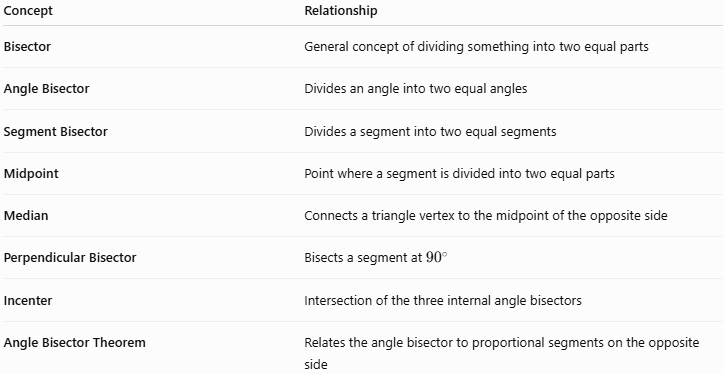 Concept Relationship
Bisector General concept of dividing something into two equal parts
Angle Bisector Divides an angle into two equal angles
Segment Bisector Divides a segment into two equal segments
Midpoint Point where a segment is divided into two equal parts
Median Connects a triangle vertex to the midpoint of the opposite side
Perpendicular Bisector Bisects a segment at 90°
Incenter Intersection of the three internal angle bisectors
Angle Bisector Theorem Relates the angle bisector to proportional segments on the opposite
side